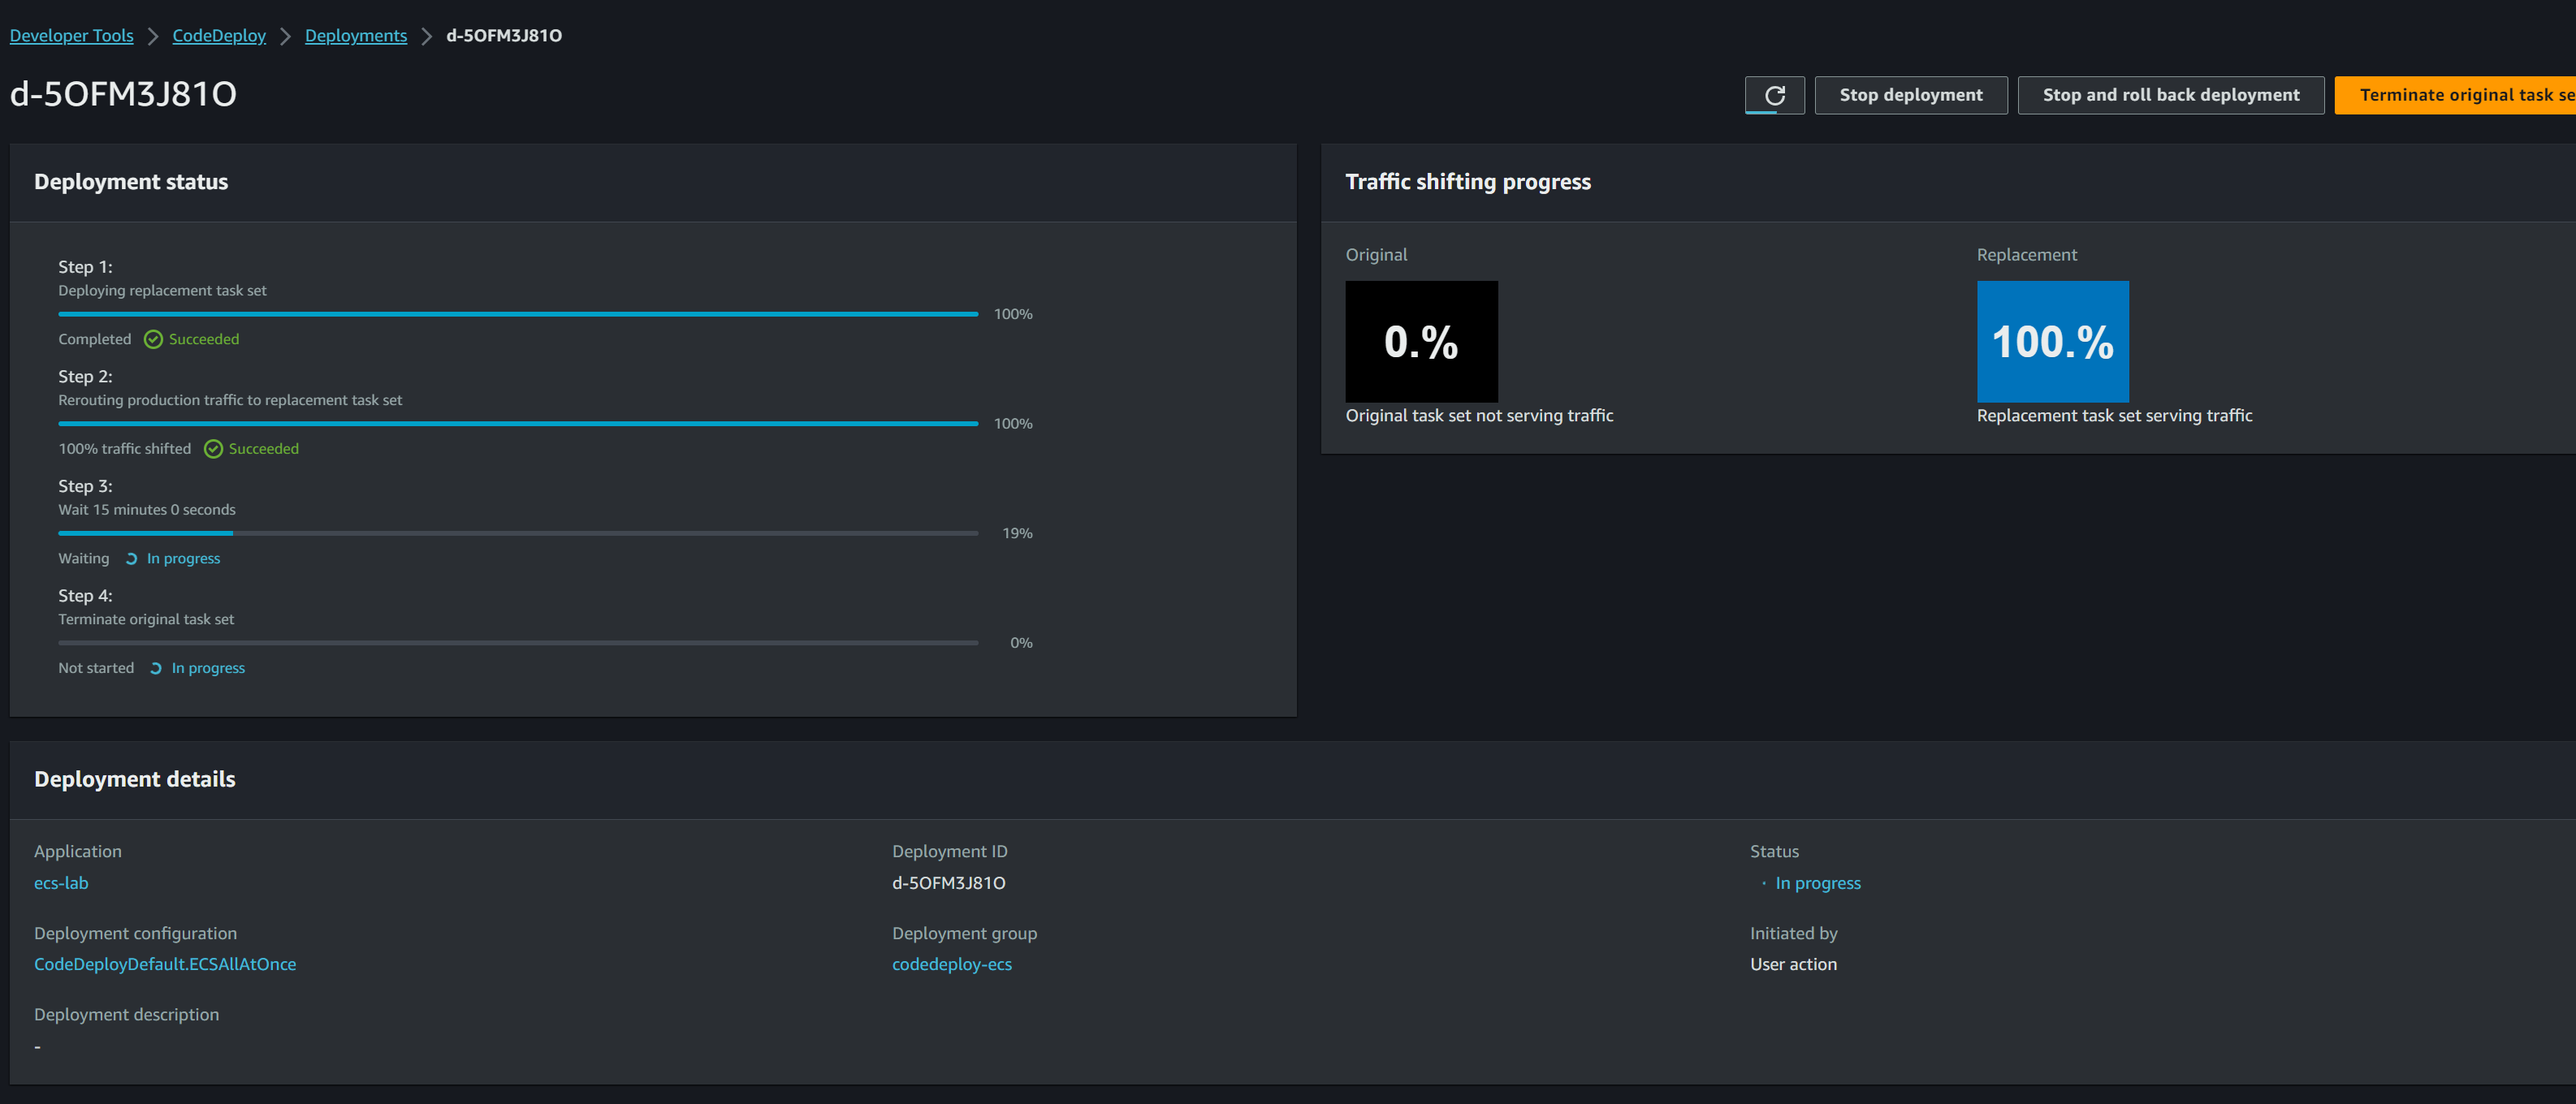 Developer Tools > CodeDeploy > Deployments > d-5OFM3J81O
d-5OFM3J81O
Stop deployment
Stop and roll back deployment
Terminate original task se
Deployment status
Step 1:
Deploying replacement task set
100%
Completed Succeeded
Step 2:
Rerouting production traffic to replacement task set
100%
100% traffic shifted Succeeded
Step 3:
Wait 15 minutes 0 seconds
19%
Waiting In progress
Step 4:
Terminate original task set
0%
Not started In progress
Traffic shifting progress
Original
0.%
Original task set not serving traffic
Replacement
100.%
Replacement task set serving traffic
Deployment details
Application
ecs-lab
Deployment ID
d-5OFM3J81O
Status
In progress
Deployment configuration
CodeDeployDefault.ECSAllAtOnce
Deployment group
codedeploy-ecs
Initiated by
User action
Deployment description
-